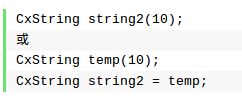 CxString string2(10);
或
CxString temp(10);
CxString string2 = temp;